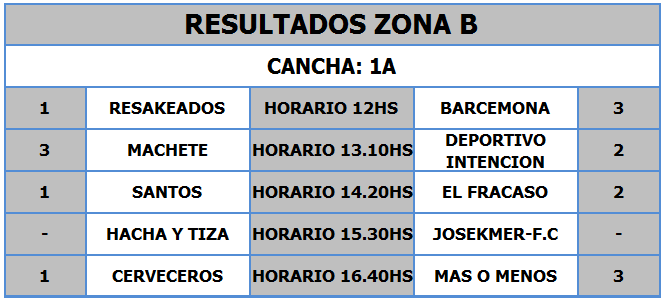 RESULTADOS ZONA B
CANCHA: 1A
1 RESAKEADOS HORARIO 12HS BARCEMONA 3
3 MACHETE HORARIO 13.10HS DEPORTIVO INTENCION 2
1 SANTOS HORARIO 14.20HS EL FRACASO 2
- HACHA Y TIZA HORARIO 15.30HS JOSEKMER-F.C -
1 CERVECEROS HORARIO 16.40HS MAS O MENOS 3